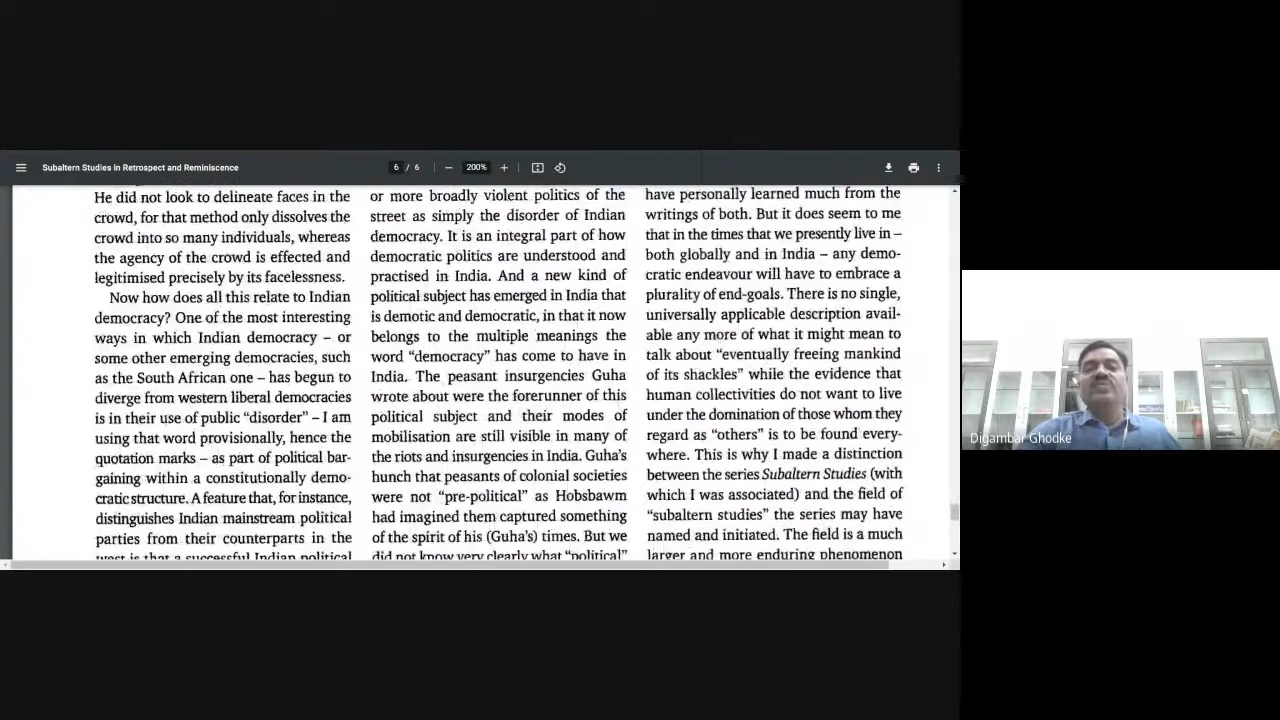 Subaltern Studies in Retrospect and Reminiscence
6 / 6
200%
He did not look to delineate faces in the
crowd, for that method only dissolves the
crowd into so many individuals, whereas
the agency of the crowd is effected and
legitimised precisely by its facelessness.
Now how does all this relate to Indian
democracy? One of the most interesting
ways in which Indian democracy – or
some other emerging democracies, such
as the South African one – has begun to
diverge from western liberal democracies
is in their use of public “disorder” – I am
using that word provisionally, hence the
quotation marks – as part of political bar-
gaining within a constitutionally demo-
cratic structure. A feature that, for instance,
distinguishes Indian mainstream political
parties from their counterparts in the
west is that a successful Indian political
or more broadly violent politics of the
street as simply the disorder of Indian
democracy. It is an integral part of how
democratic politics are understood and
practised in India. And a new kind of
political subject has emerged in India that
is demotic and democratic, in that it now
belongs to the multiple meanings the
word “democracy” has come to have in
India. The peasant insurgencies Guha
wrote about were the forerunner of this
political subject and their modes of
mobilisation are still visible in many of
the riots and insurgencies in India. Guha’s
hunch that peasants of colonial societies
were not “pre-political” as Hobsbawm
had imagined them captured something
of the spirit of his (Guha’s) times. But we
did not know very clearly what “political”
have personally learned much from the
writings of both. But it does seem to me
that in the times that we presently live in –
both globally and in India – any demo-
cratic endeavour will have to embrace a
plurality of end-goals. There is no single,
universally applicable description avail-
able any more of what it might mean to
talk about “eventually freeing mankind
of its shackles” while the evidence that
human collectivities do not want to live
under the domination of those whom they
regard as “others” is to be found every-
where. This is why I made a distinction
between the series Subaltern Studies (with
which I was associated) and the field of
“subaltern studies” the series may have
named and initiated. The field is a much
larger and more enduring phenomenon
Digambar Ghodke